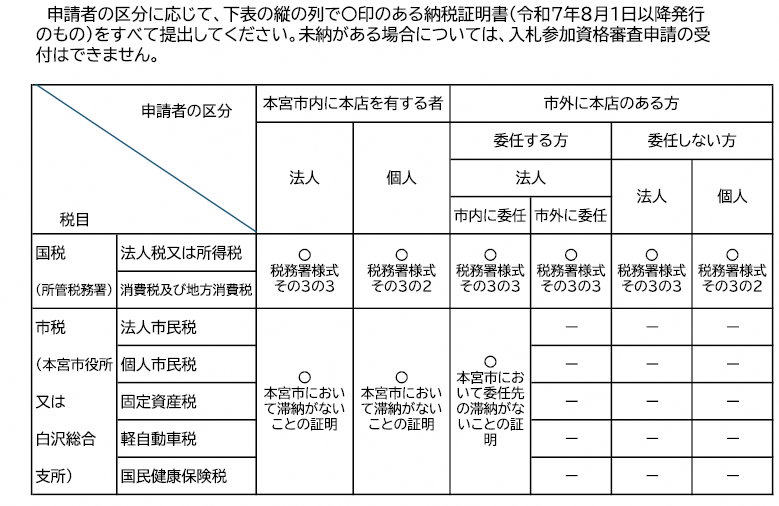 申請者の区分に応じて、下表の縦の列で○印のある納税証明書（令和７年８月１日以降発行
のもの）をすべて提出してください。未納がある場合については、入札参加資格審査申請の受
付はできません。
申請者の区分
税目
本宮市内に本店を有する者
市外に本店のある方
委任する方
委任しない方
法人
個人
法人
法人
個人
市内に委任
市外に委任
国税
（所管税務署）
法人税又は所得税
消費税及び地方消費税
○
税務署様式
その３の３
○
税務署様式
その３の２
○
税務署様式
その３の３
○
税務署様式
その３の３
○
税務署様式
その３の３
○
税務署様式
その３の２
市税
（本宮市役所
又は
白沢総合
支所）
法人市民税
個人市民税
固定資産税
軽自動車税
国民健康保険税
○
本宮市におい
て滞納がない
ことの証明
○
本宮市におい
て滞納がない
ことの証明
○
本宮市にお
いて委任先
の滞納がな
いことの証
明
－ － －
－ － －
－ － －
－ － －
－ － －